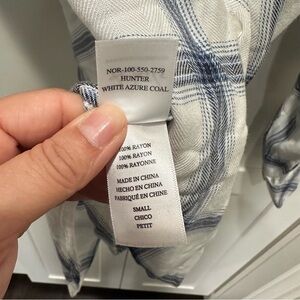 NOR-100-550-2759
HUNTER
WHITE AZURE COAL
100% RAYON
100% RAYON
100% RAYONNE
MADE IN CHINA
HECHO EN CHINA
FABRIQUÉ EN CHINE
SMALL
CHICO
PETIT